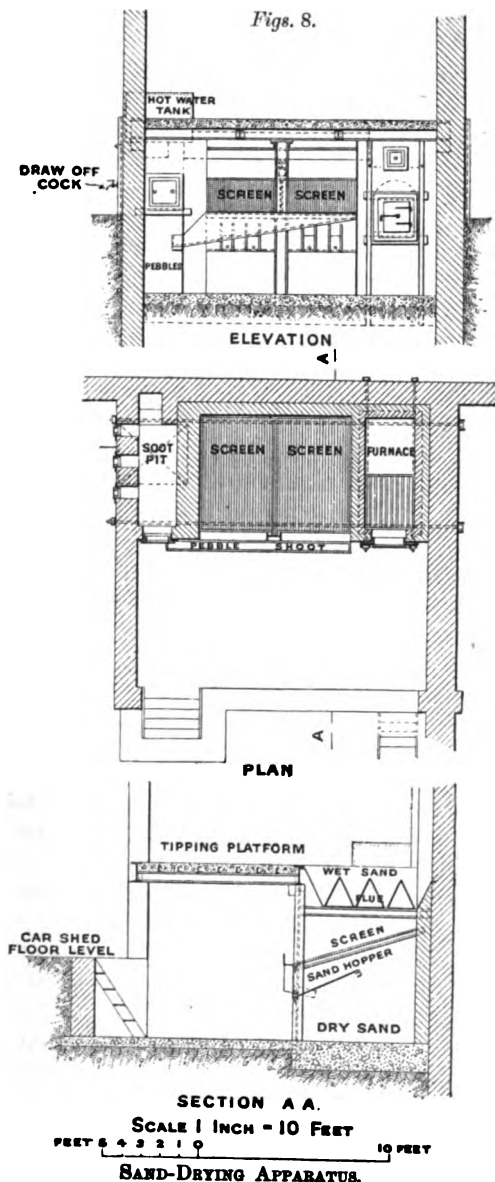 Figs. 8.
HOT WATER
TANK
DRAW OFF
COCK
SCREEN
SCREEN
PEBBLES
ELEVATION
A
SOOT
PIT
SCREEN
SCREEN
FURNACE
PEBBLE SHOOT
A
PLAN
TIPPING PLATFORM
WET SAND
FLUE
CAR SHED
FLOOR LEVEL
SCREEN
SAND HOPPER
DRY SAND
SECTION A A.
SCALE 1 INCH = 10 FEET
FEET 5 4 3 2 1 0 10 FEET
SAND-DRYING APPARATUS.